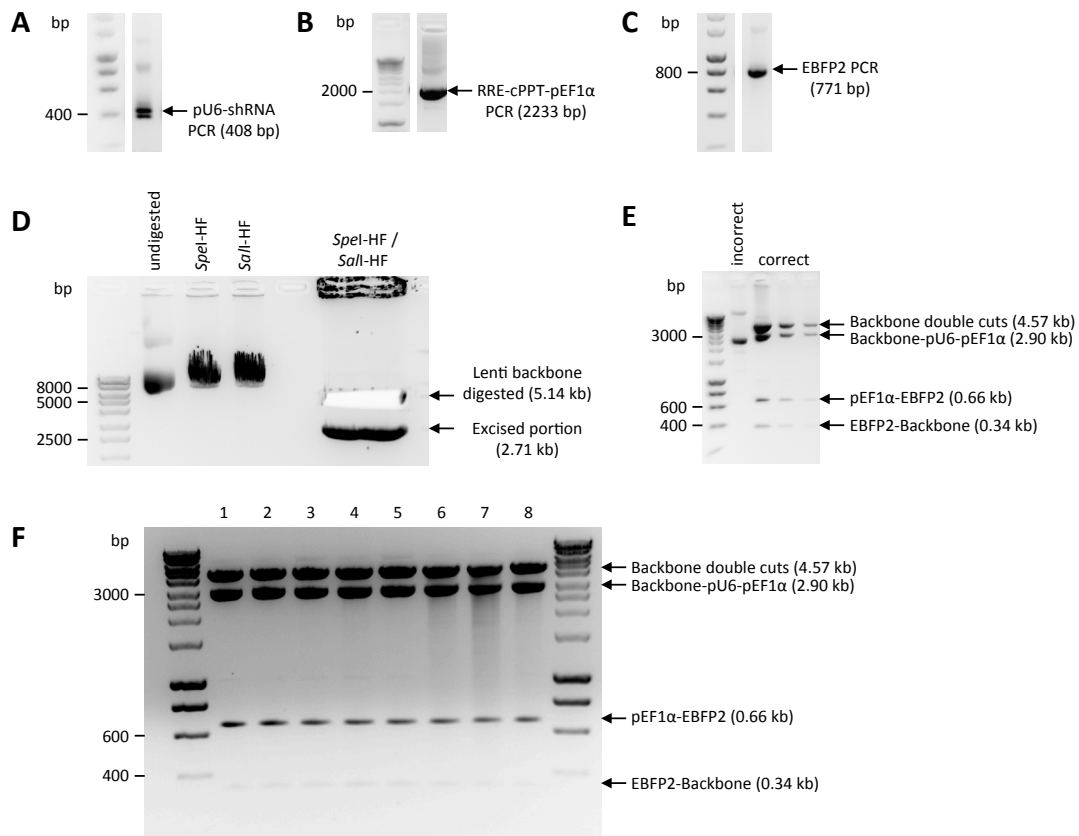 A
bp
400
pU6-shRNA
PCR (408 bp)
B
bp
2000
RRE-cPPT-pEF1α
PCR (2233 bp)
C
bp
800
EBFP2 PCR
(771 bp)
D
bp
undigested
SpeI-HF
SalI-HF
SpeI-HF /
SalI-HF
8000
5000
2500
Lenti backbone
digested (5.14 kb)
Excised portion
(2.71 kb)
E
bp
incorrect
correct
3000
600
400
Backbone double cuts (4.57 kb)
Backbone-pU6-pEF1α (2.90 kb)
pEF1α-EBFP2 (0.66 kb)
EBFP2-Backbone (0.34 kb)
F
bp
1 2 3 4 5 6 7 8
3000
600
400
Backbone double cuts (4.57 kb)
Backbone-pU6-pEF1α (2.90 kb)
pEF1α-EBFP2 (0.66 kb)
EBFP2-Backbone (0.34 kb)